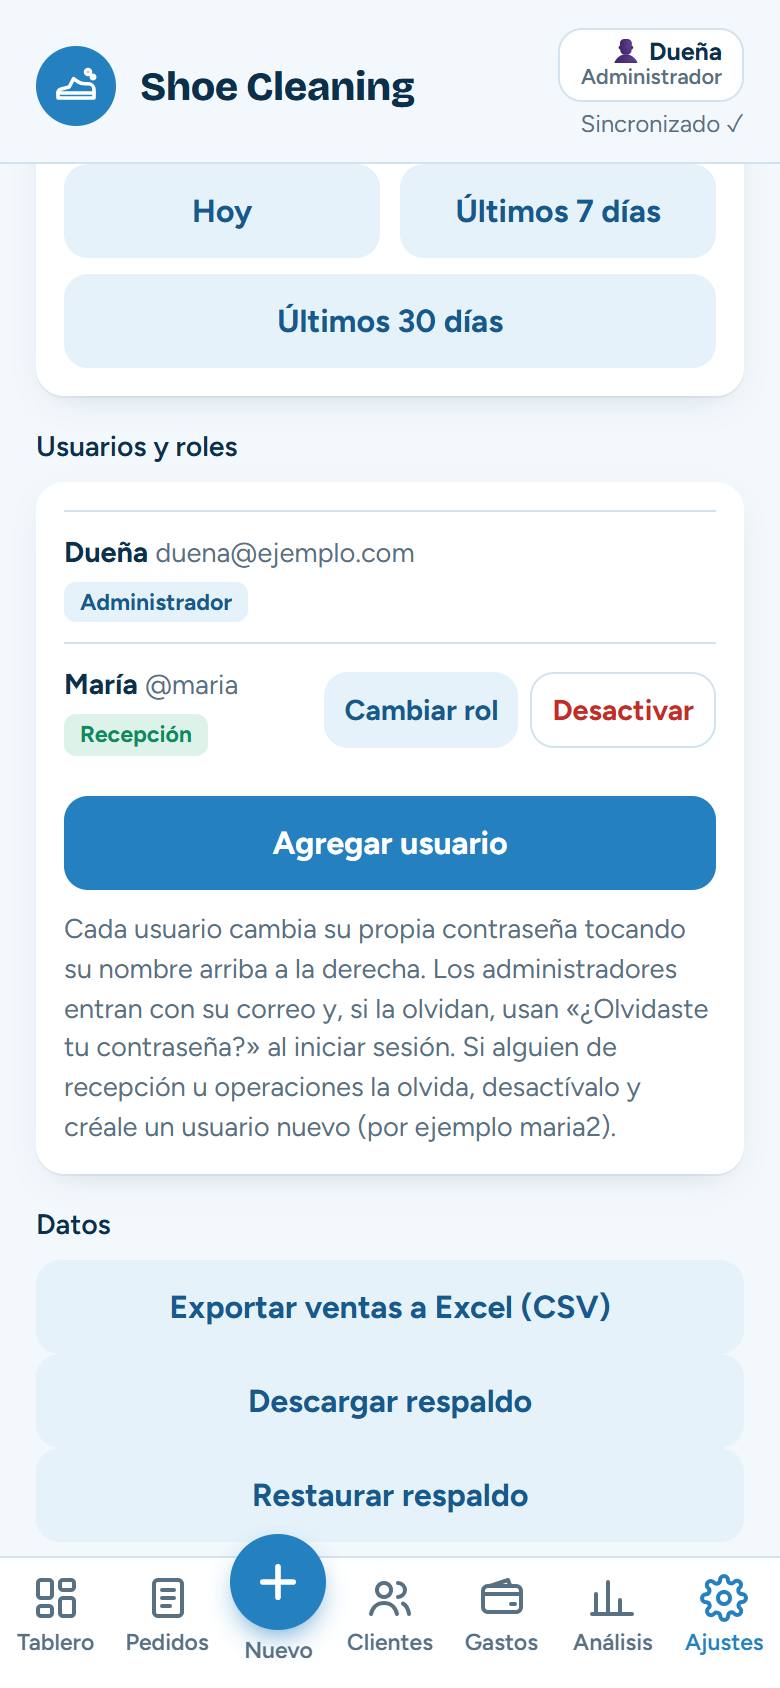 Shoe Cleaning
Dueña
Administrador
Sincronizado ✓
Hoy
Últimos 7 días
Últimos 30 días
Usuarios y roles
Dueña duena@ejemplo.com
Administrador
María @maria
Recepción
Cambiar rol
Desactivar
Agregar usuario
Cada usuario cambia su propia contraseña tocando
su nombre arriba a la derecha. Los administradores
entran con su correo y, si la olvidan, usan «¿Olvidaste
tu contraseña?» al iniciar sesión. Si alguien de
recepción u operaciones la olvida, desactívalo y
créale un usuario nuevo (por ejemplo maria2).
Datos
Exportar ventas a Excel (CSV)
Descargar respaldo
Restaurar respaldo
Tablero
Pedidos
Nuevo
Clientes
Gastos
Análisis
Ajustes